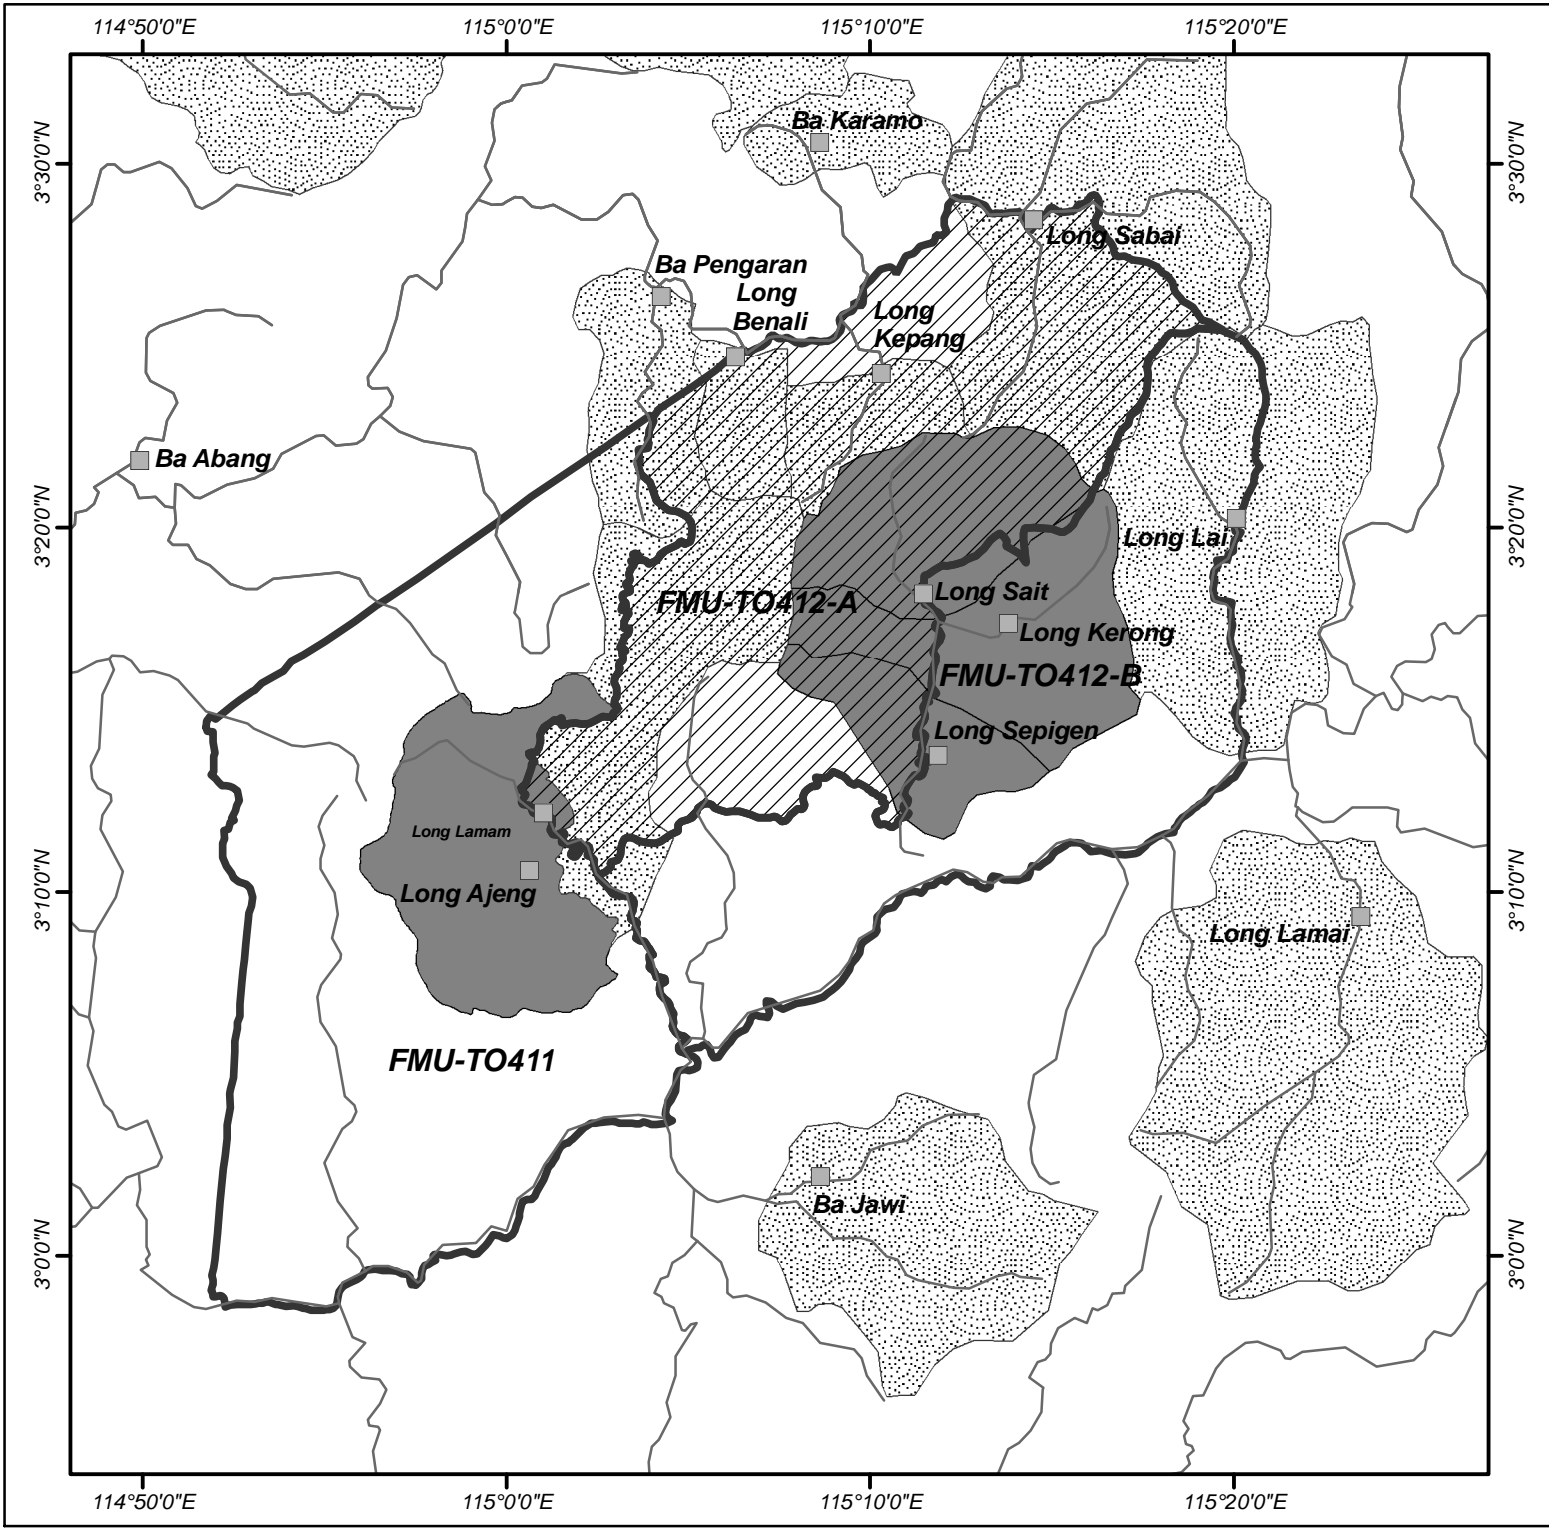 114°50'0"E
115°0'0"E
115°10'0"E
115°20'0"E
3°30'0"N
3°30'0"N
Ba Karamo
Long Sabai
Ba Pengaran
Long
Benali
Long
Kepang
Ba Abang
3°20'0"N
3°20'0"N
Long Lai
Long Sait
FMU-TO412-A
Long Kerong
FMU-TO412-B
Long Sepigen
Long Lamam
Long Ajeng
3°10'0"N
3°10'0"N
Long Lamai
FMU-TO411
Ba Jawi
3°0'0"N
3°0'0"N
114°50'0"E
115°0'0"E
115°10'0"E
115°20'0"E